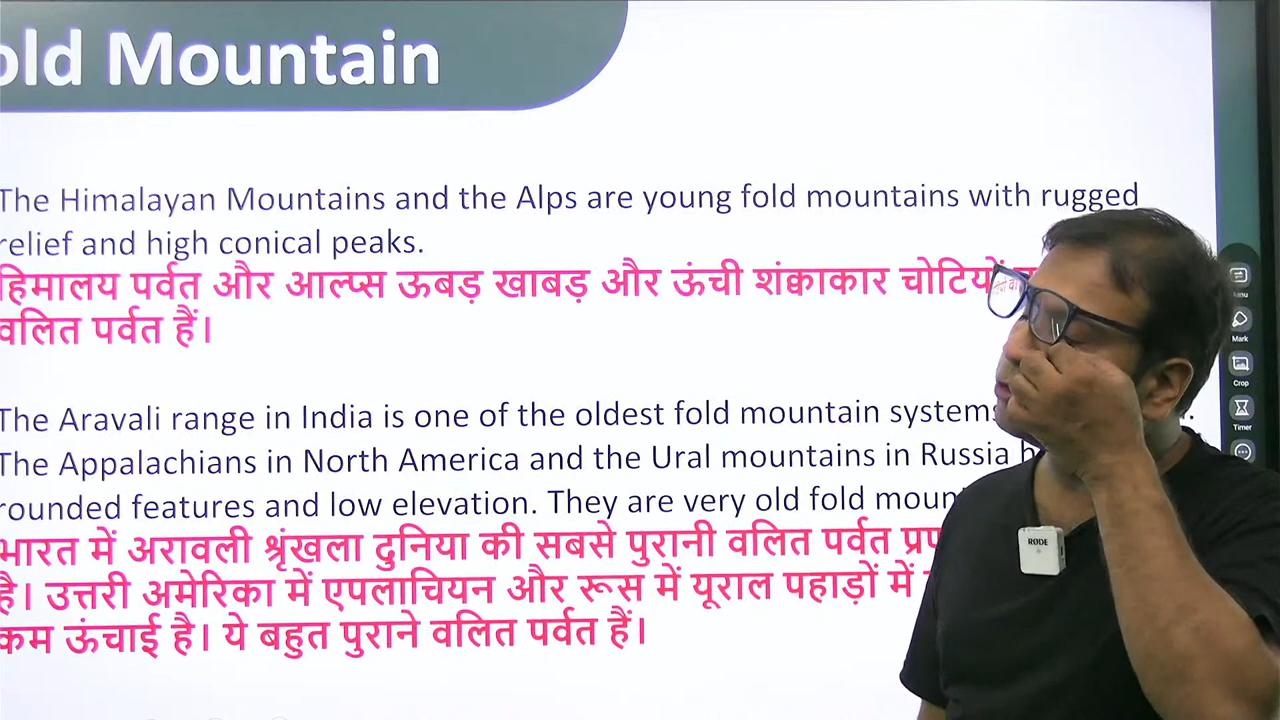 old Mountain
The Himalayan Mountains and the Alps are young fold mountains with rugged
relief and high conical peaks.
हिमालय पर्वत और आल्प्स ऊबड़ खाबड़ और ऊंची शंक्वाकार चोटियों
वलित पर्वत हैं।
The Aravali range in India is one of the oldest fold mountain systems
The Appalachians in North America and the Ural mountains in Russia
rounded features and low elevation. They are very old fold
भारत में अरावली श्रृंखला दुनिया की सबसे पुरानी वलित पर्वत
है। उत्तरी अमेरिका में एपलाचियन और रूस में यूराल पहाड़ों में
कम ऊंचाई है। ये बहुत पुराने वलित पर्वत हैं।
RØDE
Mark
Crop
Timer